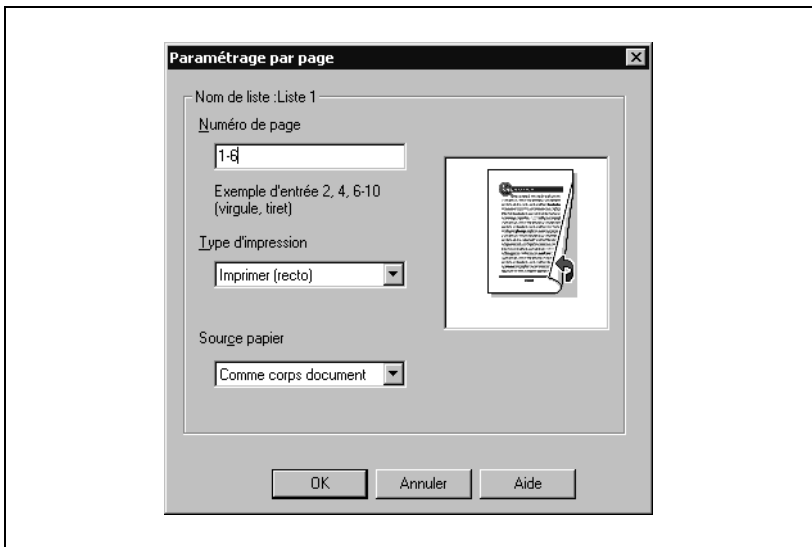 Paramétrage par page
Nom de liste :Liste 1
Numéro de page
1-6
Exemple d'entrée 2, 4, 6-10
(virgule, tiret)
Type d'impression
Imprimer (recto)
Source papier
Comme corps document
OK
Annuler
Aide